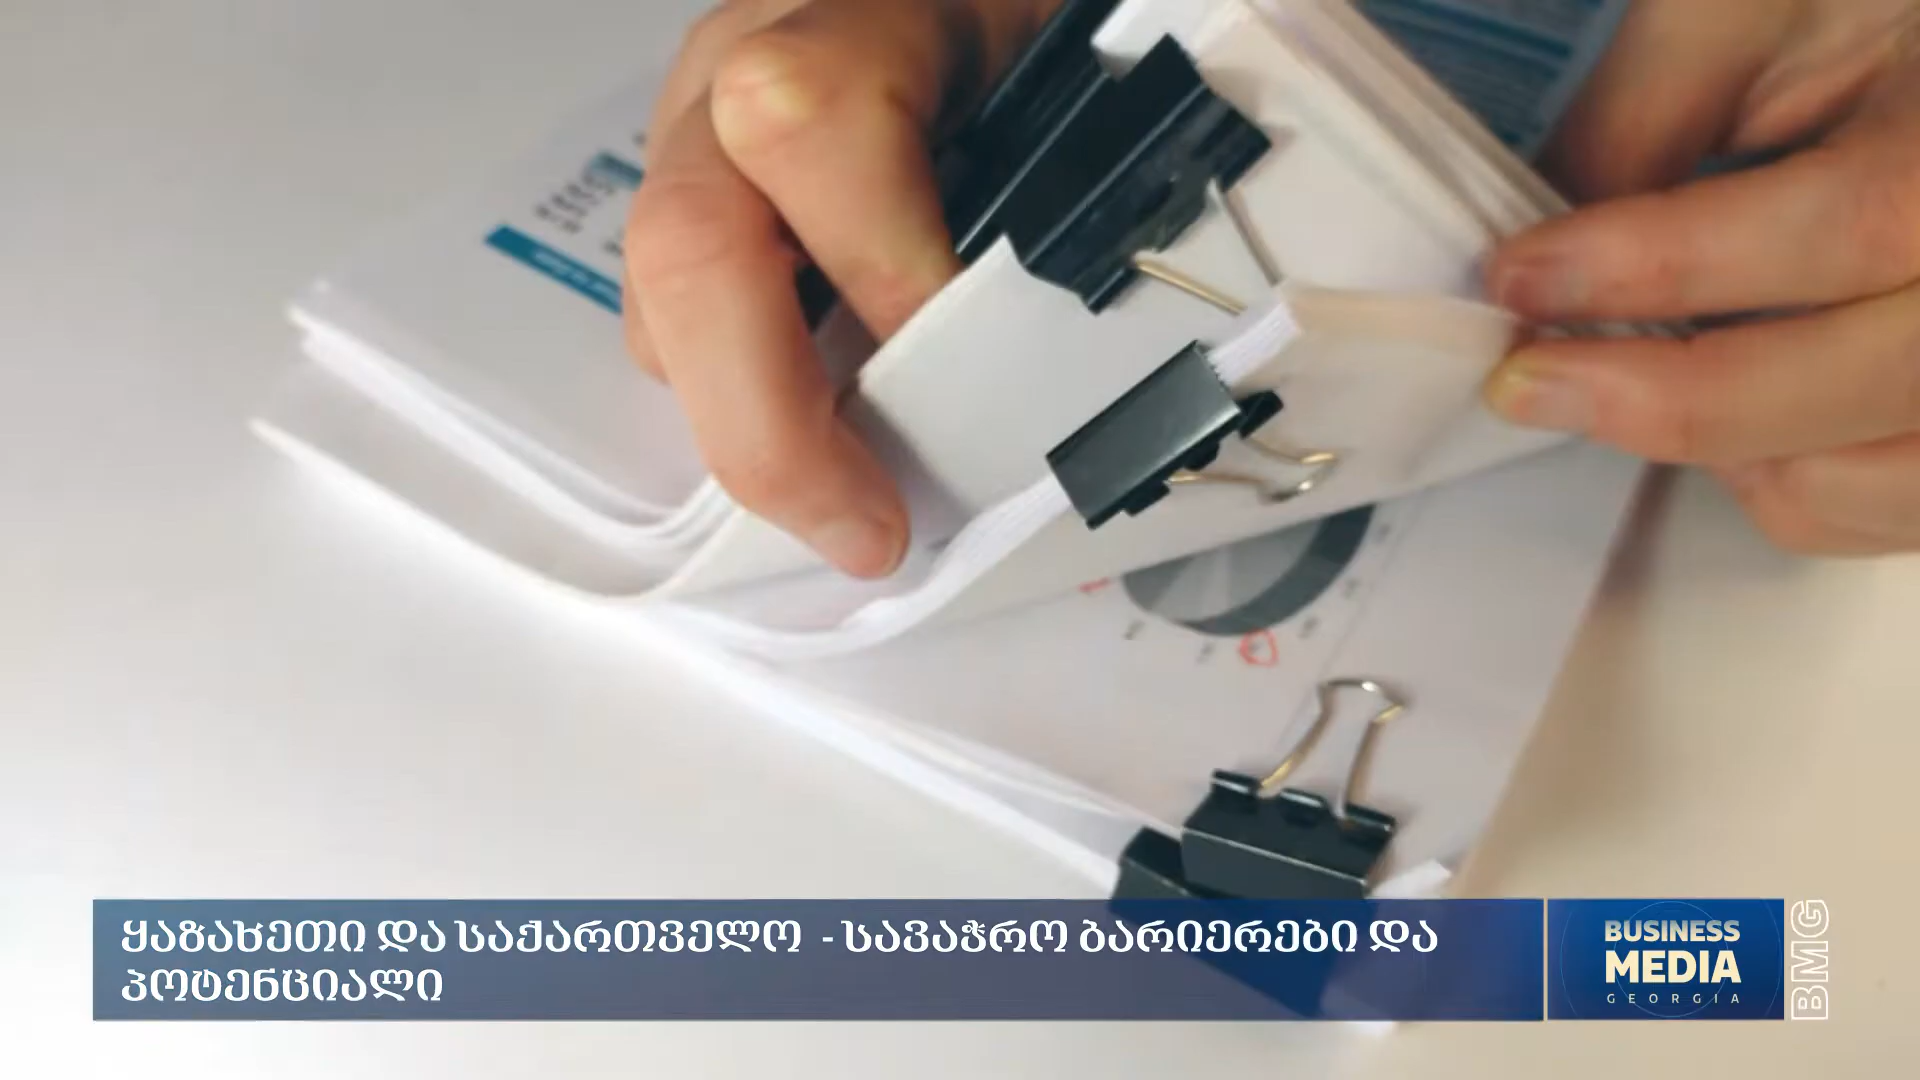 ᲧᲐᲖᲐᲮᲔᲗᲘ ᲓᲐ ᲡᲐᲥᲐᲠᲗᲕᲔᲚᲝ - ᲡᲐᲕᲐᲭᲠᲝ ᲑᲐᲠᲘᲔᲠᲔᲑᲘ ᲓᲐ
ᲞᲝᲢᲔᲜᲪᲘᲐᲚᲘ
BUSINESS
MEDIA
GEORGIA
BMG